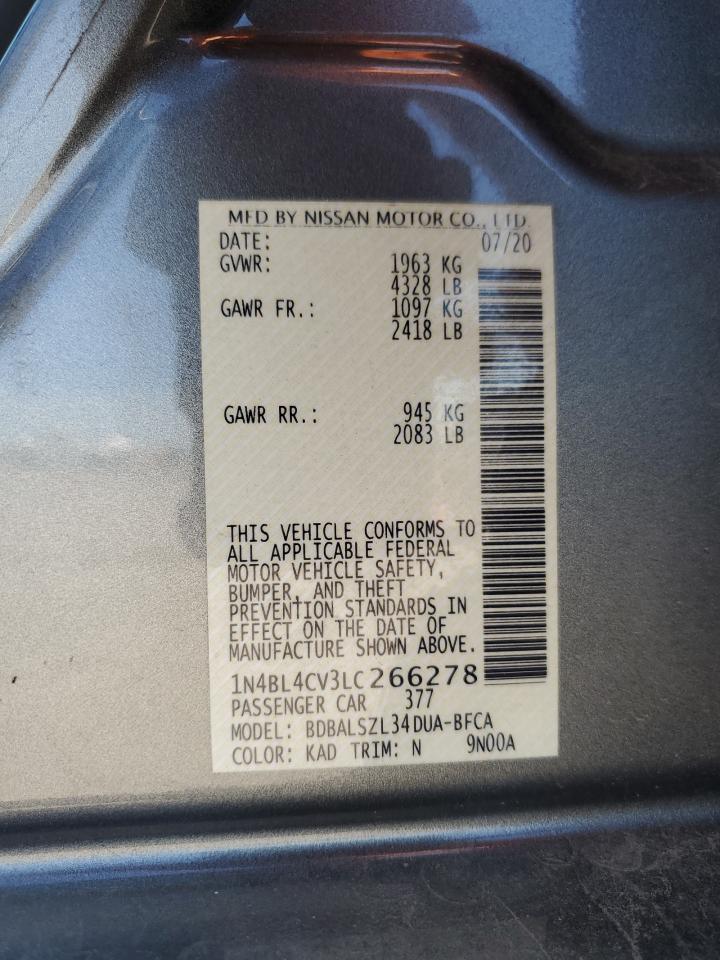 MFD BY NISSAN MOTOR CO., LTD.
DATE: 07/20
GVWR: 1963 KG
4328 LB
GAWR FR.: 1097 KG
2418 LB
GAWR RR.: 945 KG
2083 LB
THIS VEHICLE CONFORMS TO
ALL APPLICABLE FEDERAL
MOTOR VEHICLE SAFETY,
BUMPER, AND THEFT
PREVENTION STANDARDS IN
EFFECT ON THE DATE OF
MANUFACTURE SHOWN ABOVE.
1N4BL4CV3LC266278
PASSENGER CAR 377
MODEL: BDBALSZL34DUA-BFCA
COLOR: KAD TRIM: N 9N00A